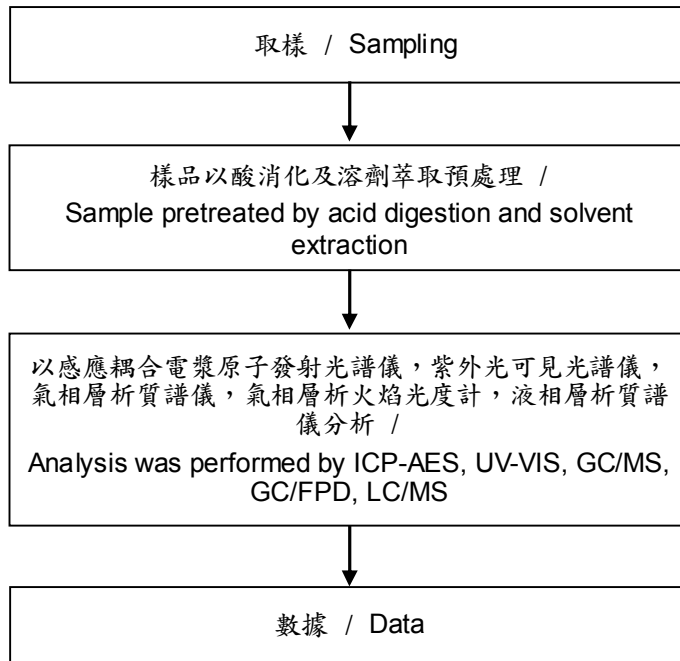 取樣 / Sampling
樣品以酸消化及溶劑萃取預處理 /
Sample pretreated by acid digestion and solvent
extraction
以感應耦合電漿原子發射光譜儀，紫外光可見光譜儀，
氣相層析質譜儀，氣相層析火焰光度計，液相層析質譜
儀分析 /
Analysis was performed by ICP-AES, UV-VIS, GC/MS,
GC/FPD, LC/MS
數據 / Data